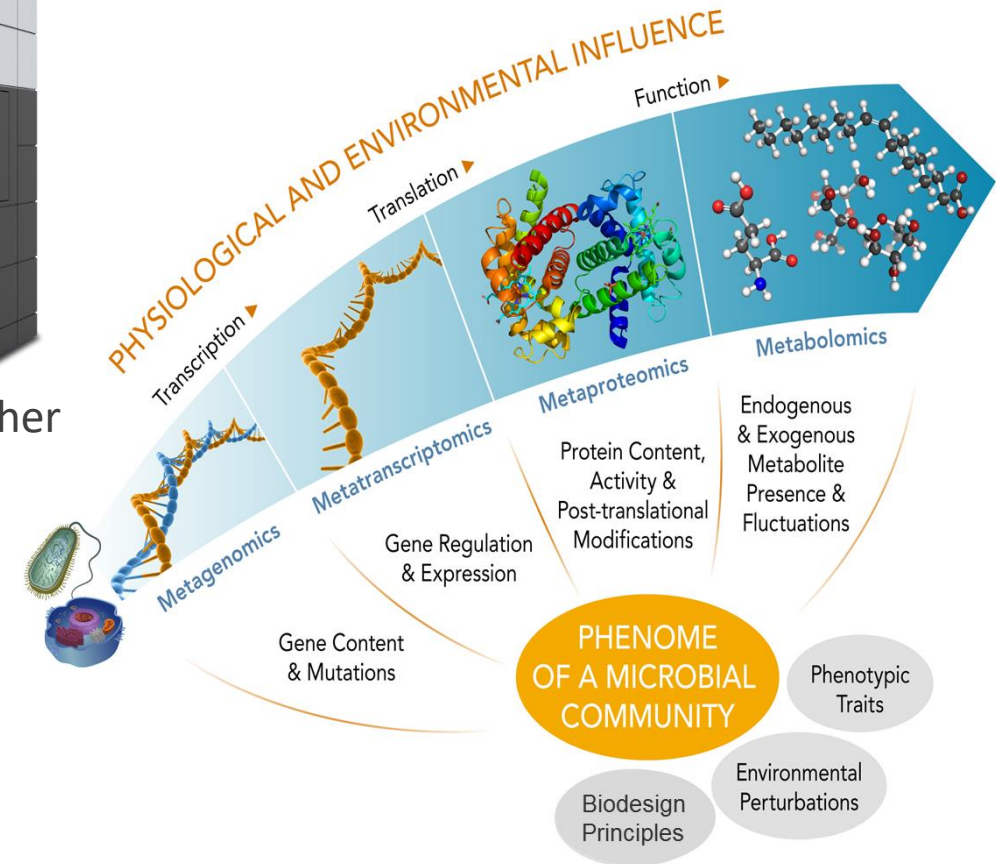 PHYSIOLOGICAL AND ENVIRONMENTAL INFLUENCE
Transcription ▶
Translation ▶
Function ▶
her
Metagenomics
Metatranscriptomics
Metaproteomics
Metabolomics
Gene Content
& Mutations
Gene Regulation
& Expression
Protein Content,
Activity &
Post-translational
Modifications
Endogenous
& Exogenous
Metabolite
Presence &
Fluctuations
PHENOME
OF A MICROBIAL
COMMUNITY
Phenotypic
Traits
Environmental
Perturbations
Biodesign
Principles